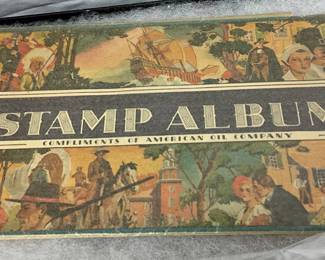 STAMP ALBUM
COMPLIMENTS OF AMERICAN OIL COMPANY